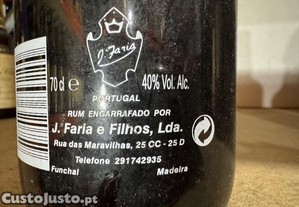 J. Faria
70 cl e
40% Vol. Alc.
PORTUGAL
RUM ENGARRAFADO POR
J. Faria e Filhos, Lda.
Rua das Maravilhas, 25 CC - 25 D
Telefone 291742935
Funchal
Madeira
CustoJusto.pt